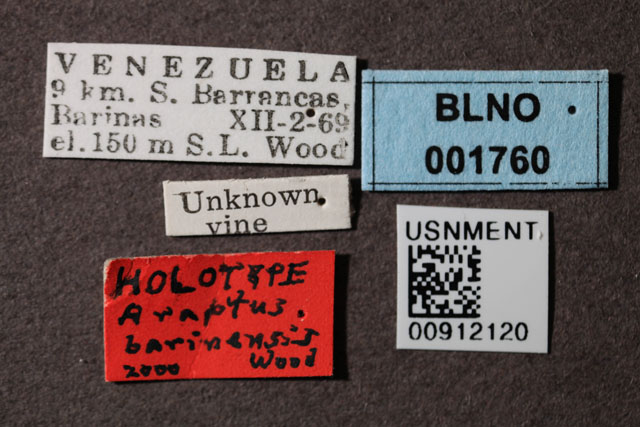 VENEZUELA
9 km. S. Barrancas,
Barinas XII-2-69
el. 150 m S.L. Wood
BLNO
001760
Unknown
vine
USNMENT
00912120
HOLOTYPE
Araptus
barinensis
2000 Wood